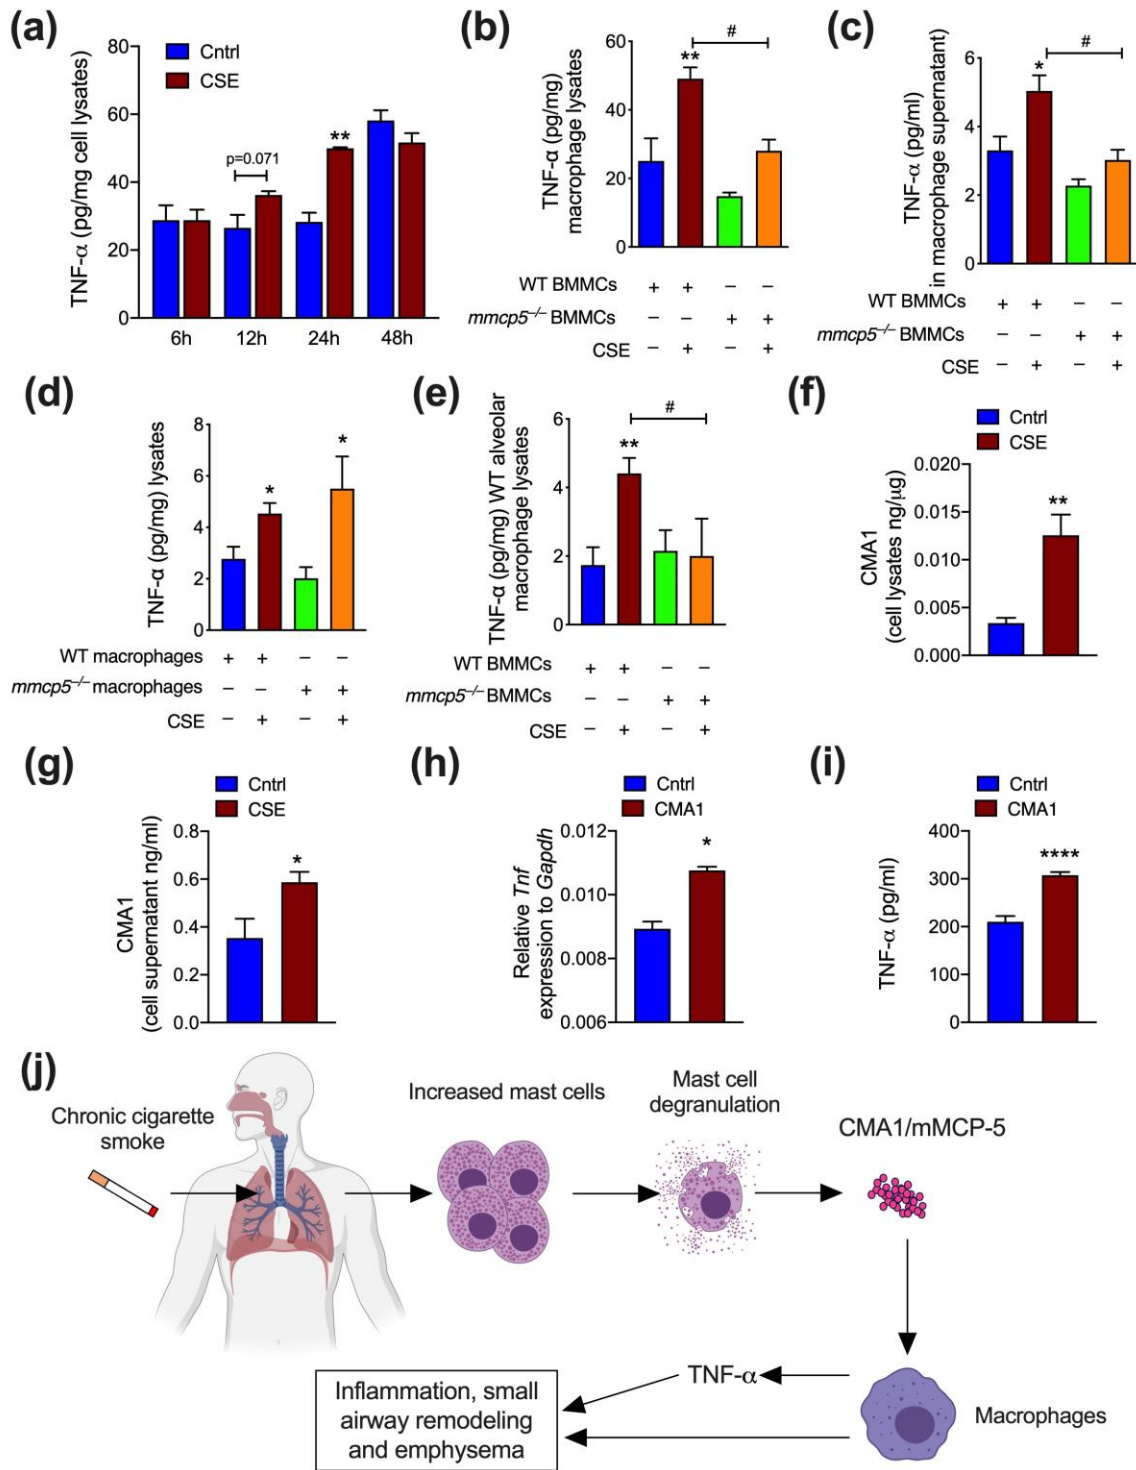 (a)
80
60
40
20
0
TNF-α (pg/mg cell lysates)
Cntrl
CSE
p=0.071
**
6h 12h 24h 48h
(b)
60
40
20
0
TNF-α (pg/mg)
macrophage lysates
**
#
WT BMMCs + + – –
mmcp5–/– BMMCs – – + +
CSE – + – +
(c)
6
4
2
0
TNF-α (pg/ml)
in macrophage supernatant
*
#
WT BMMCs + + – –
mmcp5–/– BMMCs – – + +
CSE – + – +
(d)
8
6
4
2
0
TNF-α (pg/mg) lysates
*
*
WT macrophages + + – –
mmcp5–/– macrophages – – + +
CSE – + – +
(e)
6
4
2
0
TNF-α (pg/mg) WT alveolar
macrophage lysates
**
#
WT BMMCs + + – –
mmcp5–/– BMMCs – – + +
CSE – + – +
(f)
Cntrl
CSE
0.020
0.015
0.010
0.005
0.000
CMA1
(cell lysates ng/μg)
**
(g)
Cntrl
CSE
0.8
0.6
0.4
0.2
0.0
CMA1
(cell supernatant ng/ml)
*
(h)
Cntrl
CMA1
0.012
0.010
0.008
0.006
Relative Tnf
expression to Gapdh
*
(i)
Cntrl
CMA1
400
300
200
100
0
TNF-α (pg/ml)
****
(j)
Chronic cigarette
smoke
Increased mast cells
Mast cell
degranulation
CMA1/mMCP-5
Macrophages
TNF-α
Inflammation, small
airway remodeling
and emphysema